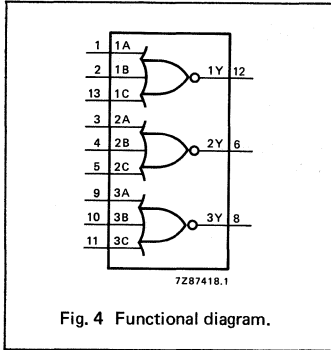 1 1A
2 1B 1Y 12
13 1C
3 2A
4 2B 2Y 6
5 2C
9 3A
10 3B 3Y 8
11 3C
7Z87418.1
Fig. 4 Functional diagram.